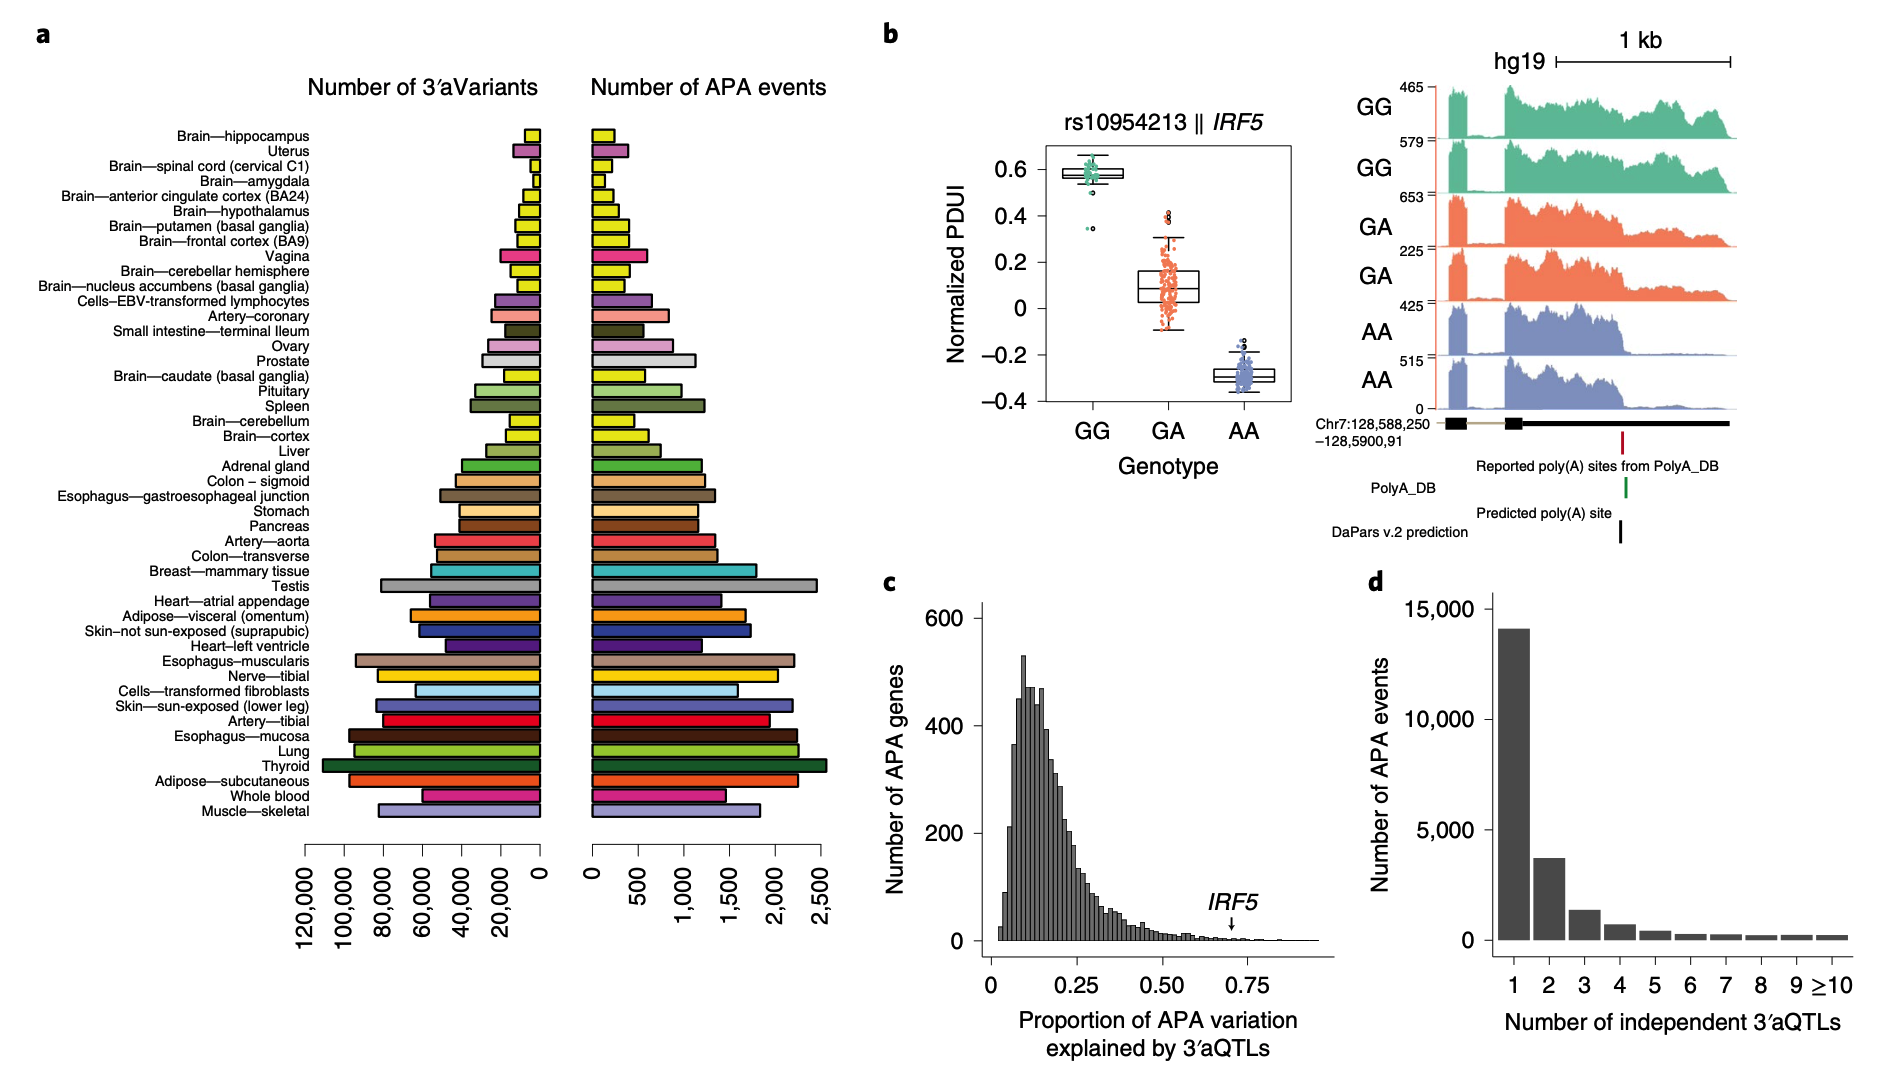 a
Number of 3′aVariants
Number of APA events
Brain—hippocampus
Uterus
Brain—spinal cord (cervical C1)
Brain—amygdala
Brain—anterior cingulate cortex (BA24)
Brain—hypothalamus
Brain—putamen (basal ganglia)
Brain—frontal cortex (BA9)
Vagina
Brain—cerebellar hemisphere
Brain—nucleus accumbens (basal ganglia)
Cells–EBV-transformed lymphocytes
Artery—coronary
Small intestine—terminal Ileum
Ovary
Prostate
Brain—caudate (basal ganglia)
Pituitary
Spleen
Brain—cerebellum
Brain—cortex
Liver
Adrenal gland
Colon – sigmoid
Esophagus—gastroesophageal junction
Stomach
Pancreas
Artery—aorta
Colon—transverse
Breast—mammary tissue
Testis
Heart—atrial appendage
Adipose—visceral (omentum)
Skin–not sun-exposed (suprapubic)
Heart–left ventricle
Esophagus–muscularis
Nerve—tibial
Cells—transformed fibroblasts
Skin—sun-exposed (lower leg)
Artery—tibial
Esophagus—mucosa
Lung
Thyroid
Adipose—subcutaneous
Whole blood
Muscle—skeletal
120,000
100,000
80,000
60,000
40,000
20,000
0
0
500
1,000
1,500
2,000
2,500
b
rs10954213 || IRF5
Normalized PDUI
0.6
0.4
0.2
0
–0.2
–0.4
GG
GA
AA
Genotype
1 kb
hg19
465
GG
579
GG
653
GA
225
GA
425
AA
515
AA
0
Chr7:128,588,250
–128,5900,91
Reported poly(A) sites from PolyA_DB
PolyA_DB
Predicted poly(A) site
DaPars v.2 prediction
c
Number of APA genes
600
400
200
0
IRF5
0
0.25
0.50
0.75
Proportion of APA variation
explained by 3′aQTLs
d
Number of APA events
15,000
10,000
5,000
0
1 2 3 4 5 6 7 8 9 ≥10
Number of independent 3′aQTLs